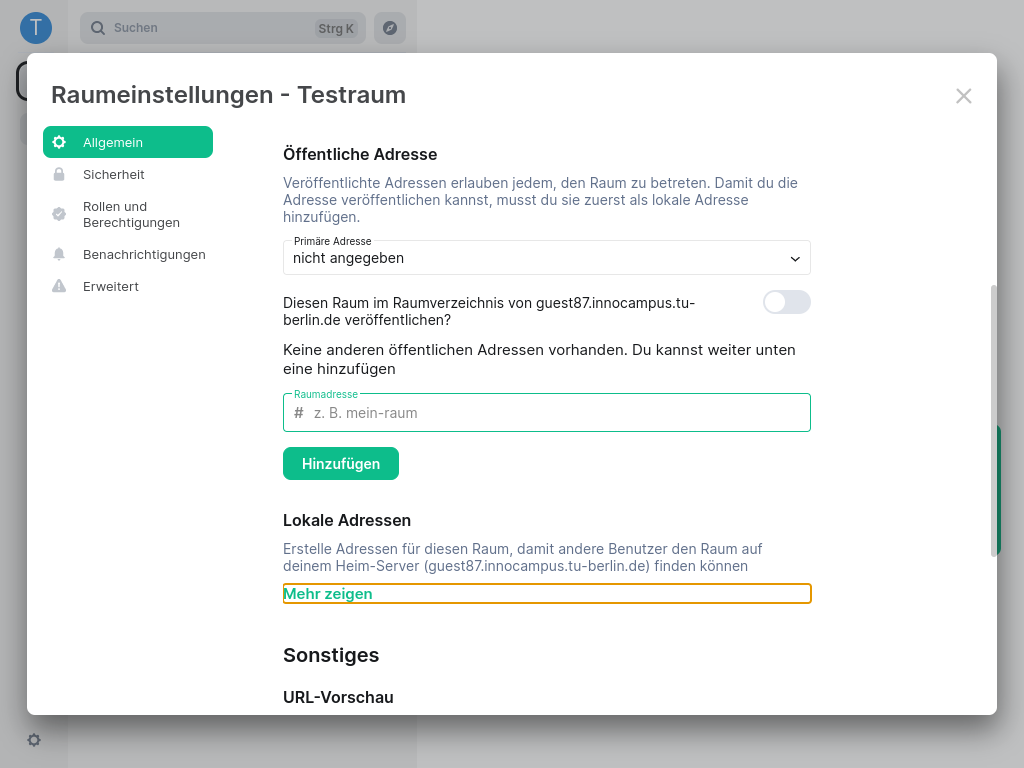 T
Suchen
Strg K
Raumeinstellungen - Testraum
Allgemein
Sicherheit
Rollen und
Berechtigungen
Benachrichtigungen
Erweitert
Öffentliche Adresse
Veröffentlichte Adressen erlauben jedem, den Raum zu betreten. Damit du die
Adresse veröffentlichen kannst, musst du sie zuerst als lokale Adresse
hinzufügen.
Primäre Adresse
nicht angegeben
Diesen Raum im Raumverzeichnis von guest87.innocampus.tu-
berlin.de veröffentlichen?
Keine anderen öffentlichen Adressen vorhanden. Du kannst weiter unten
eine hinzufügen
Raumadresse
# z. B. mein-raum
Hinzufügen
Lokale Adressen
Erstelle Adressen für diesen Raum, damit andere Benutzer den Raum auf
deinem Heim-Server (guest87.innocampus.tu-berlin.de) finden können
Mehr zeigen
Sonstiges
URL-Vorschau